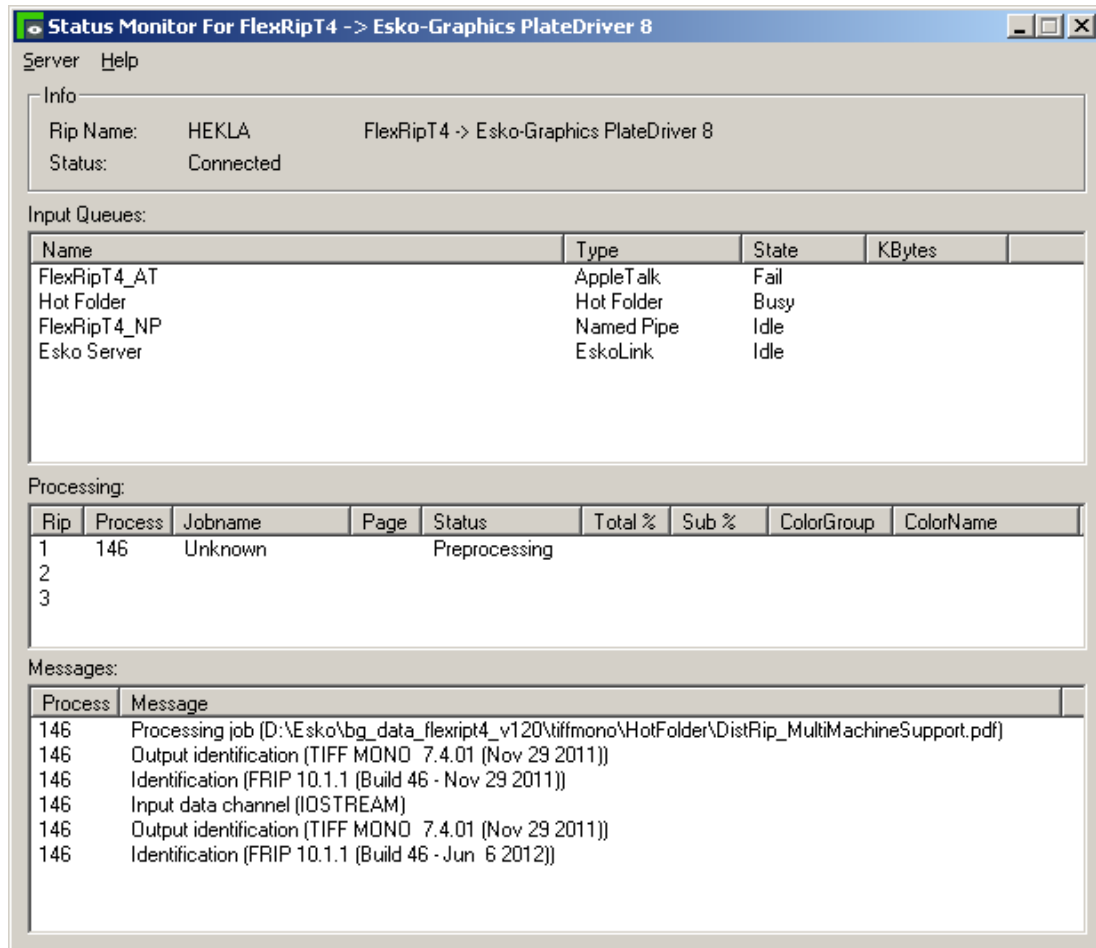 Status Monitor For FlexRipT4 -> Esko-Graphics PlateDriver 8
Server Help
Info
Rip Name: HEKLA FlexRipT4 -> Esko-Graphics PlateDriver 8
Status: Connected
Input Queues:
Name Type State KBytes
FlexRipT4_AT AppleTalk Fail
Hot Folder Hot Folder Busy
FlexRipT4_NP Named Pipe Idle
Esko Server EskoLink Idle
Processing:
Rip Process Jobname Page Status Total % Sub % ColorGroup ColorName
1 146 Unknown Preprocessing
2
3
Messages:
Process Message
146 Processing job (D:\Esko\bg_data_flexript4_v120\tiffmono\HotFolder\DistRip_MultiMachineSupport.pdf)
146 Output identification (TIFF MONO 7.4.01 (Nov 29 2011))
146 Identification (FRIP 10.1.1 (Build 46 - Nov 29 2011))
146 Input data channel (IOSTREAM)
146 Output identification (TIFF MONO 7.4.01 (Nov 29 2011))
146 Identification (FRIP 10.1.1 (Build 46 - Jun 6 2012))